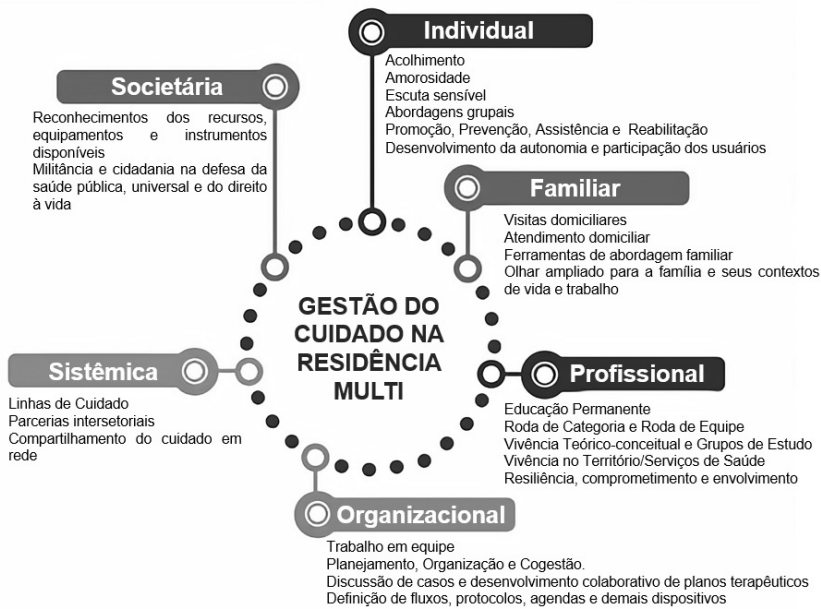 Individual
Acolhimento
Amorosidade
Escuta sensível
Abordagens grupais
Promoção, Prevenção, Assistência e Reabilitação
Desenvolvimento da autonomia e participação dos usuários
Societária
Reconhecimentos dos recursos,
equipamentos e instrumentos
disponíveis
Militância e cidadania na defesa da
saúde pública, universal e do direito
à vida
Familiar
Visitas domiciliares
Atendimento domiciliar
Ferramentas de abordagem familiar
Olhar ampliado para a família e seus contextos
de vida e trabalho
GESTÃO DO
CUIDADO NA
RESIDÊNCIA
MULTI
Sistêmica
Linhas de Cuidado
Parcerias intersetoriais
Compartilhamento do cuidado em
rede
Profissional
Educação Permanente
Roda de Categoria e Roda de Equipe
Vivência Teórico-conceitual e Grupos de Estudo
Vivência no Território/Serviços de Saúde
Resiliência, comprometimento e envolvimento
Organizacional
Trabalho em equipe
Planejamento, Organização e Cogestão.
Discussão de casos e desenvolvimento colaborativo de planos terapêuticos
Definição de fluxos, protocolos, agendas e demais dispositivos